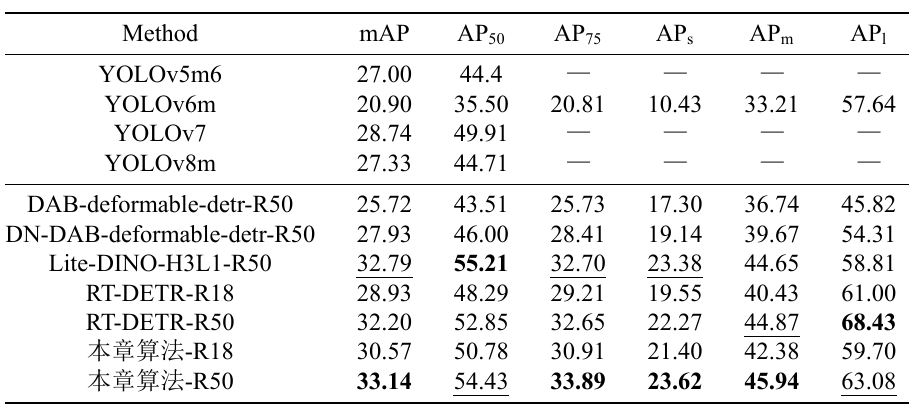 Method mAP AP50 AP75 APs APm APl
YOLOv5m6 27.00 44.4 — — — —
YOLOv6m 20.90 35.50 20.81 10.43 33.21 57.64
YOLOv7 28.74 49.91 — — — —
YOLOv8m 27.33 44.71 — — — —
DAB-deformable-detr-R50 25.72 43.51 25.73 17.30 36.74 45.82
DN-DAB-deformable-detr-R50 27.93 46.00 28.41 19.14 39.67 54.31
Lite-DINO-H3L1-R50 32.79 55.21 32.70 23.38 44.65 58.81
RT-DETR-R18 28.93 48.29 29.21 19.55 40.43 61.00
RT-DETR-R50 32.20 52.85 32.65 22.27 44.87 68.43
本章算法-R18 30.57 50.78 30.91 21.40 42.38 59.70
本章算法-R50 33.14 54.43 33.89 23.62 45.94 63.08